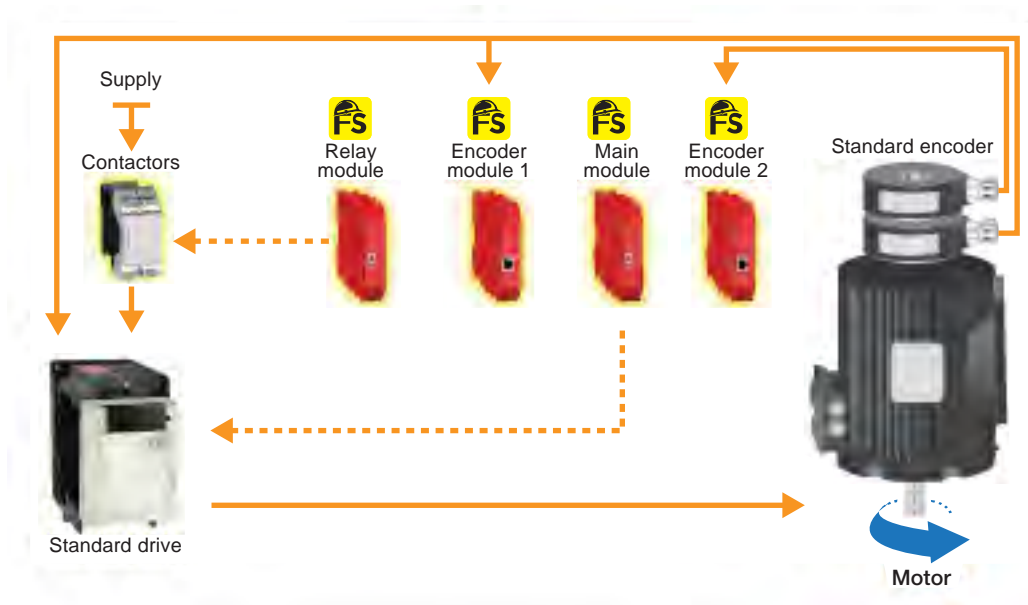 Supply
Contactors
FS
Relay
module
FS
Encoder
module 1
FS
Main
module
FS
Encoder
module 2
Standard encoder
Standard drive
Motor